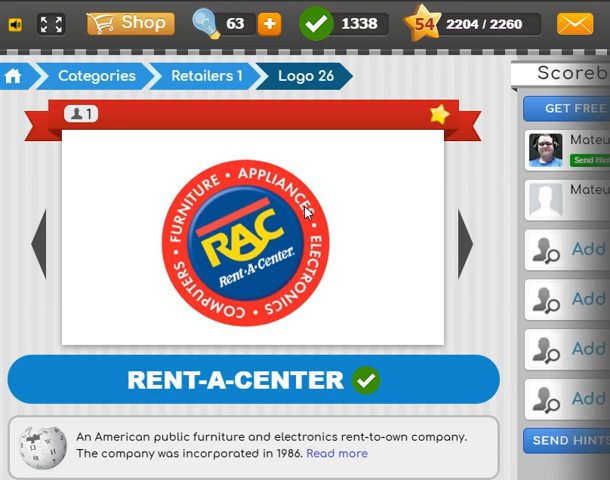 Shop
63
1338
54
2204 / 2260
Categories
Retailers 1
Logo 26
Scoreb
1
GET FREE
Mateu
Send Hin
Mateu
FURNITURE • APPLIANCES • ELECTRONICS • COMPUTERS •
RAC
Rent-A-Center.
Add
Add
Add
Add
RENT-A-CENTER
SEND HINTS
An American public furniture and electronics rent-to-own company.
The company was incorporated in 1986. Read more